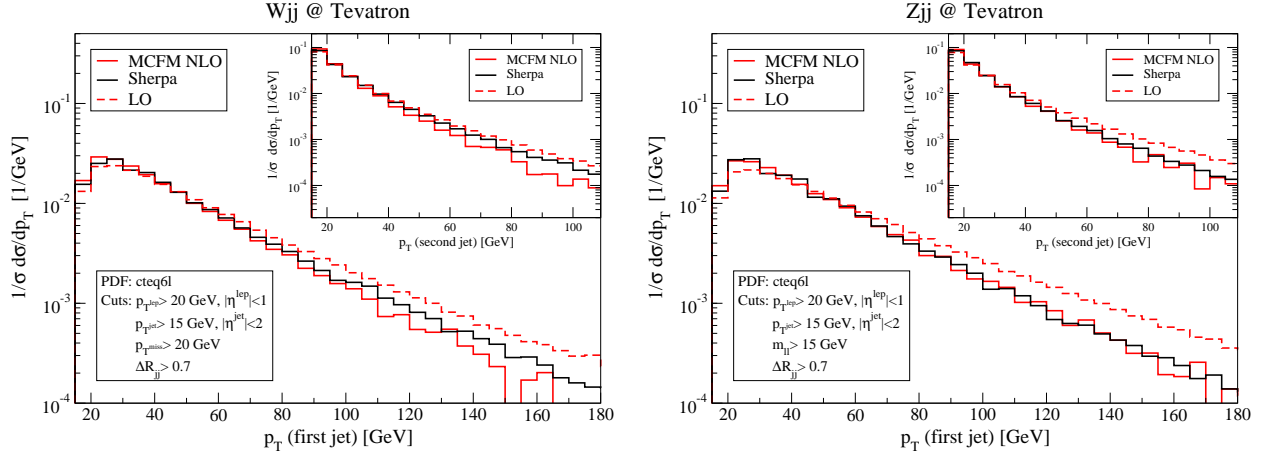 Wjj @ Tevatron
1/σ dσ/dp_T [1/GeV]
10^-1
10^-2
10^-3
10^-4
MCFM NLO
Sherpa
LO
1/σ dσ/dp_T [1/GeV]
10^-1
10^-2
10^-3
10^-4
MCFM NLO
Sherpa
LO
20 40 60 80 100
p_T (second jet) [GeV]
PDF: cteq6l
Cuts: p_T^lep > 20 GeV, |η^lep|<1
p_T^jet > 15 GeV, |η^jet|<2
p_T^miss > 20 GeV
ΔR_jj > 0.7
20 40 60 80 100 120 140 160 180
p_T (first jet) [GeV]
Zjj @ Tevatron
1/σ dσ/dp_T [1/GeV]
10^-1
10^-2
10^-3
10^-4
MCFM NLO
Sherpa
LO
1/σ dσ/dp_T [1/GeV]
10^-1
10^-2
10^-3
10^-4
MCFM NLO
Sherpa
LO
20 40 60 80 100
p_T (second jet) [GeV]
PDF: cteq6l
Cuts: p_T^lep > 20 GeV, |η^lep|<1
p_T^jet > 15 GeV, |η^jet|<2
m_ll > 15 GeV
ΔR_jj > 0.7
20 40 60 80 100 120 140 160 180
p_T (first jet) [GeV]